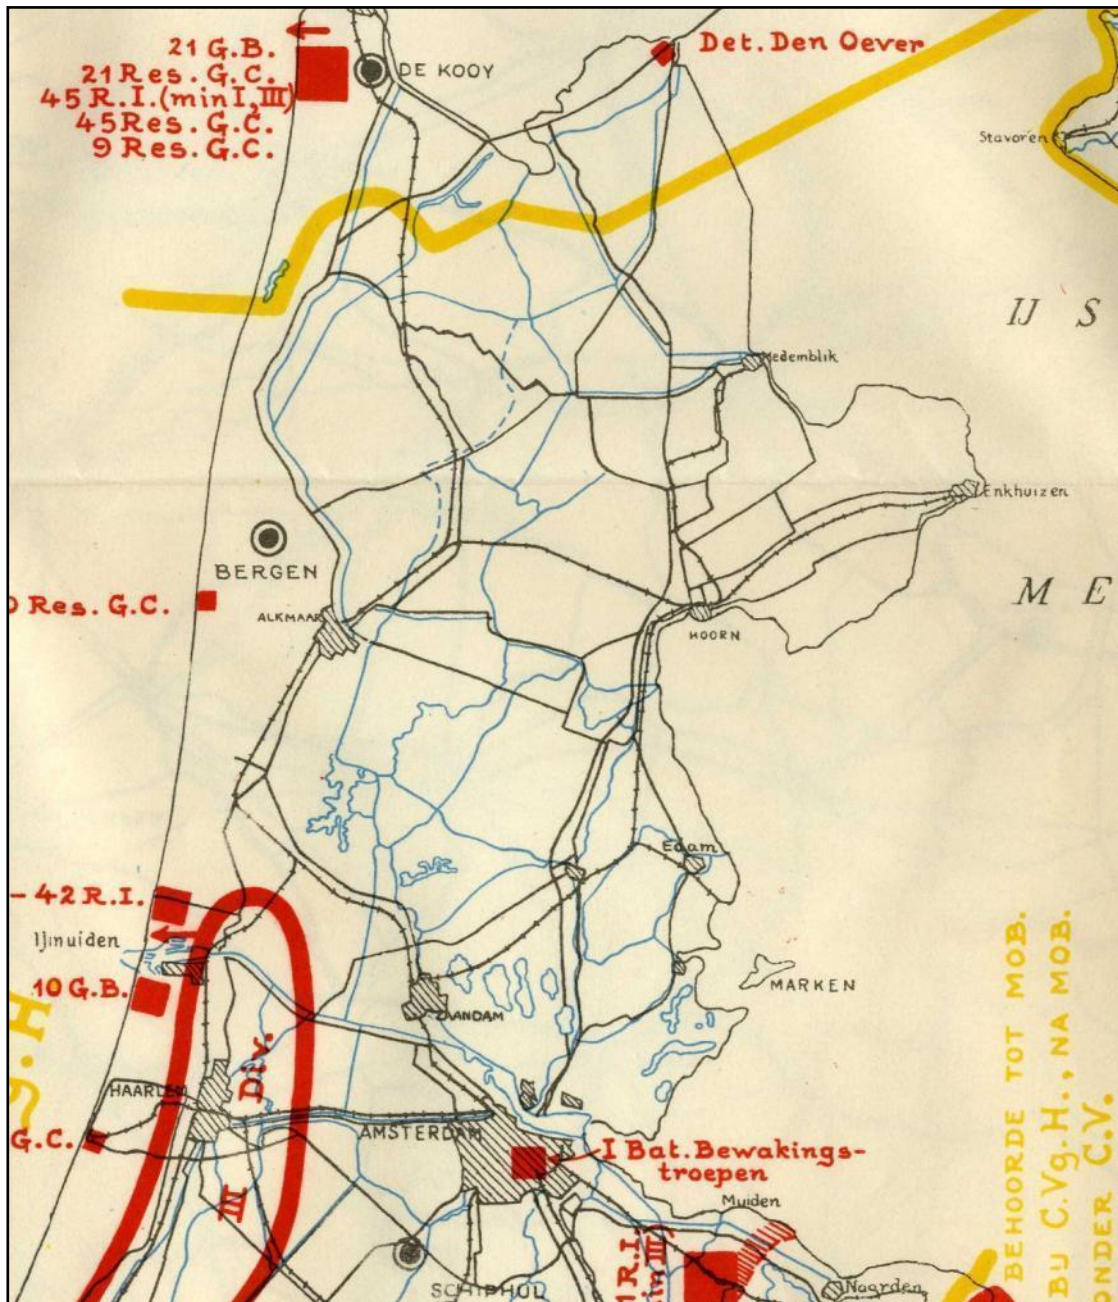 21 G.B.
21 Res. G.C.
45 R.I. (min I, III)
45 Res. G.C.
9 Res. G.C.
DE KOOY
Det. Den Oever
Stavoren
IJ S
Medemblik
Enkhuizen
BERGEN
Res. G.C.
ALKMAAR
HOORN
M E
Edam
- 42 R.I.
IJmuiden
10 G.B.
MARKEN
ZAANDAM
HAARLEM
III Div.
G.C.
AMSTERDAM
I Bat. Bewakings-
troepen
Muiden
R.I.
SCHIPHOL
Naarden
BEHOORDE TOT MOB.
BIJ C.Vg.H., NA MOB.
ONDER C.V.